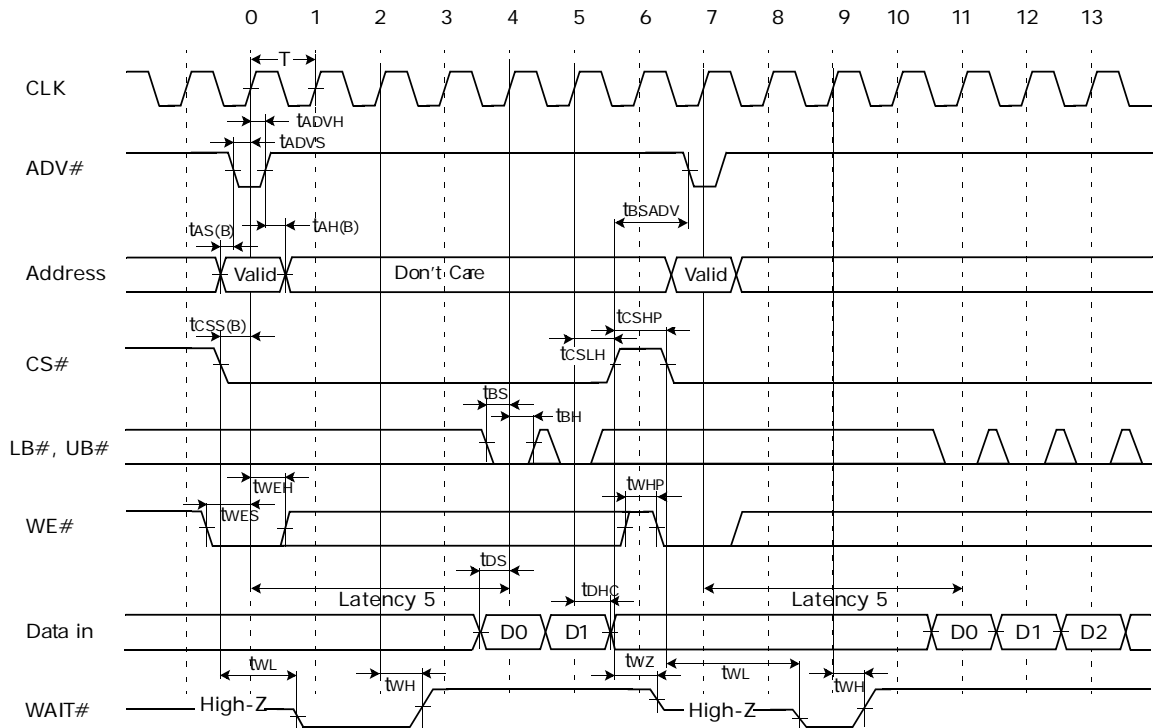 0 1 2 3 4 5 6 7 8 9 10 11 12 13
T
CLK
tADVH
tADVS
ADV#
tBSADV
tAS(B) tAH(B)
Address Valid Don't Care Valid
tCSS(B) tCSHP
tCSLH
CS#
tBS
tBH
LB#, UB#
tWEH tWHP
tWES
WE#
tDS
tDHC
Latency 5 Latency 5
Data in D0 D1 D0 D1 D2
tWL tWH tWZ tWL tWH
High-Z High-Z
WAIT#